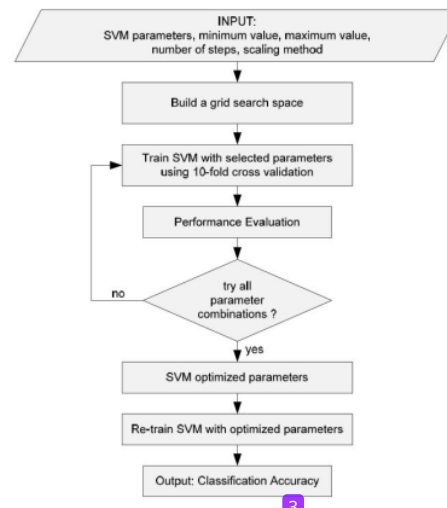 INPUT:
SVM parameters, minimum value, maximum value,
number of steps, scaling method
Build a grid search space
Train SVM with selected parameters
using 10-fold cross validation
Performance Evaluation
try all
parameter
combinations ?
no
yes
SVM optimized parameters
Re-train SVM with optimized parameters
Output: Classification Accuracy
3